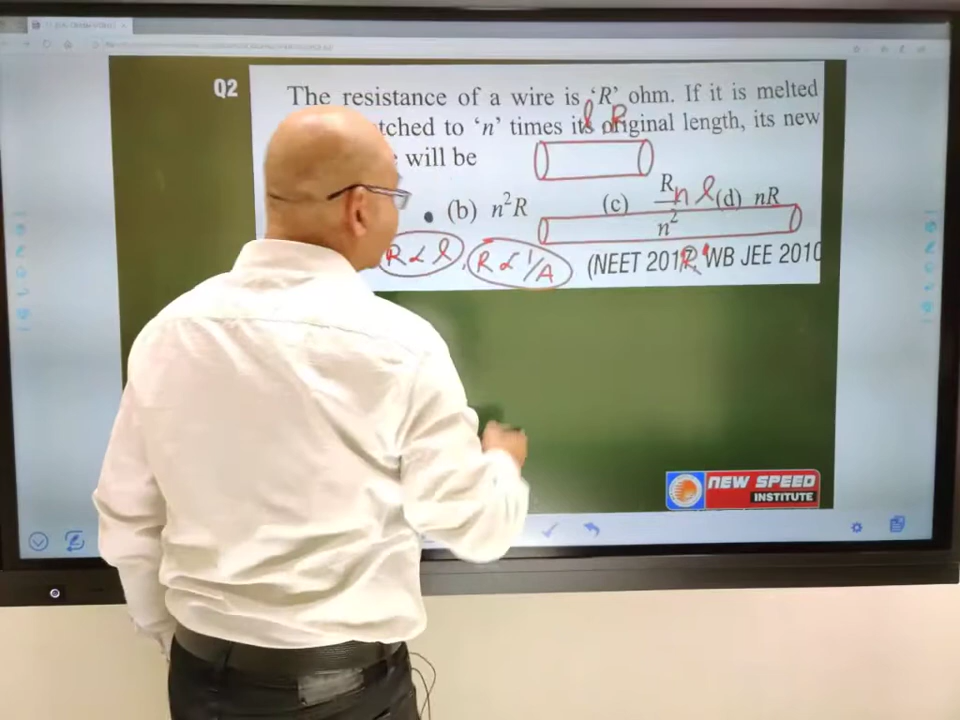 Q2
The resistance of a wire is ‘R’ ohm. If it is melted
tched to ‘n’ times its original length, its new
will be
l R
(b) n²R
(c) R/n²
(d) nR
n l
R ∝ l, R ∝ 1/A
(NEET 2017, WB JEE 2010
R'
NEW SPEED
INSTITUTE